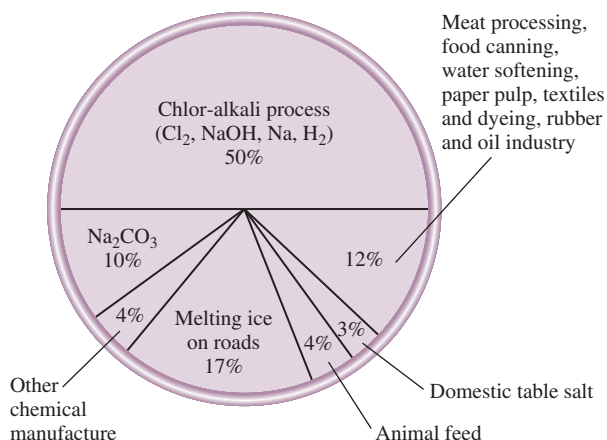 Meat processing,
food canning,
water softening,
paper pulp, textiles
and dyeing, rubber
and oil industry
Chlor-alkali process
(Cl₂, NaOH, Na, H₂)
50%
Na₂CO₃
10%
12%
4%
Melting ice
on roads
17%
4%
3%
Other
chemical
manufacture
Domestic table salt
Animal feed